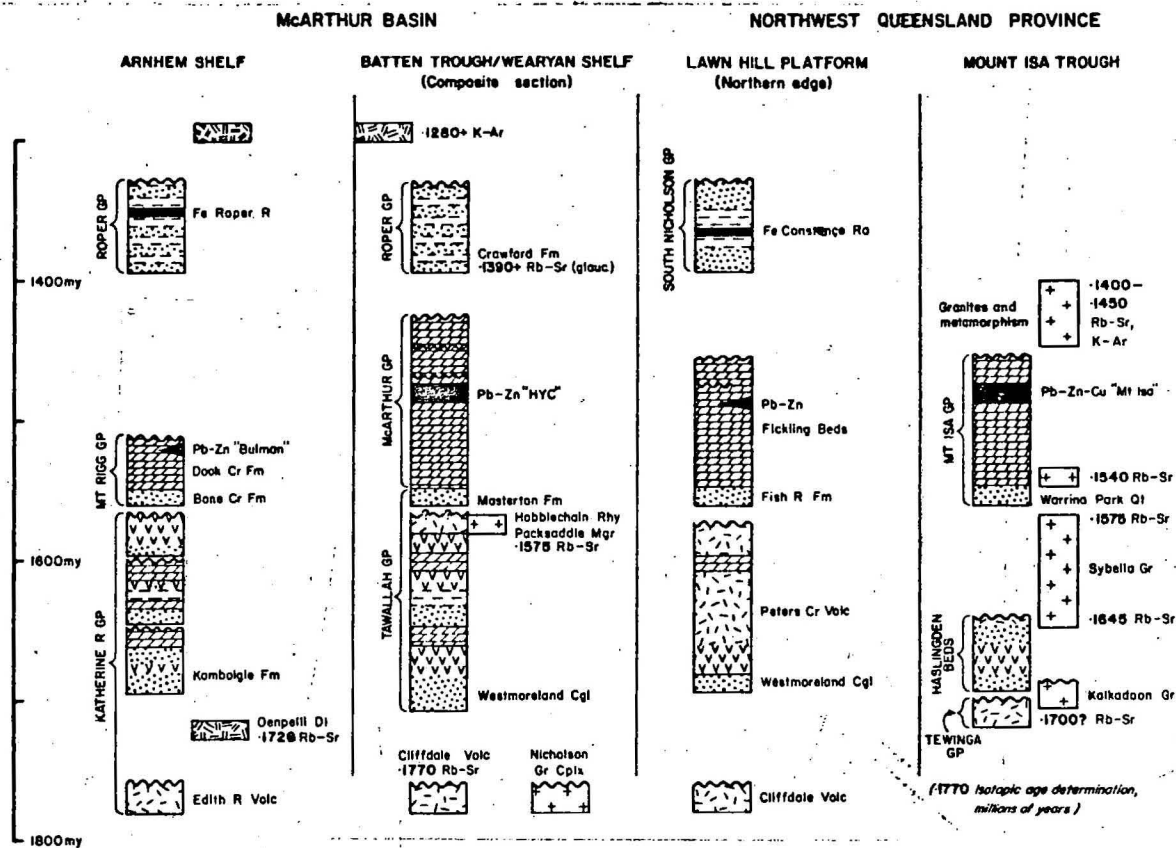 McARTHUR BASIN
NORTHWEST QUEENSLAND PROVINCE
ARNHEM SHELF
BATTEN TROUGH/WEARYAN SHELF
(Composite section)
LAWN HILL PLATFORM
(Northern edge)
MOUNT ISA TROUGH
1400my
1600my
1800my
ROPER GP
Fe Roper R
MT RIGG GP
Pb-Zn "Bulman"
Dook Cr Fm
Bone Cr Fm
KATHERINE R GP
Kombolgie Fm
Oenpelli Dl
·1728 Rb-Sr
Edith R Volc
·1280+ K-Ar
ROPER GP
Crawford Fm
·1390+ Rb-Sr (glauc.)
McARTHUR GP
Pb-Zn "HYC"
Masterton Fm
Hobblechain Rhy
Packsaddle Mgr
·1575 Rb-Sr
TAWALLAH GP
Westmoreland Cgl
Cliffdale Volc
·1770 Rb-Sr
Nicholson
Gr Cplx
SOUTH NICHOLSON GP
Fe Constance Ra
Pb-Zn
Fickling Beds
Fish R Fm
Peters Cr Volc
Westmoreland Cgl
Cliffdale Volc
Granites and
metamorphism
·1400–
·1450
Rb-Sr,
K-Ar
MT ISA GP
Pb-Zn-Cu "Mt Isa"
·1540 Rb-Sr
Warrina Park Qt
·1575 Rb-Sr
Sybella Gr
·1645 Rb-Sr
HASLINGDEN
BEDS
Kalkadoon Gr
·1700? Rb-Sr
TEWINGA
GP
(·1770 Isotopic age determination,
millions of years)